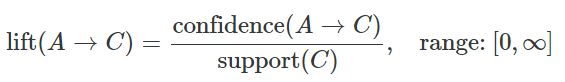 lift(A → C) = confidence(A → C) / support(C), range: [0, ∞]